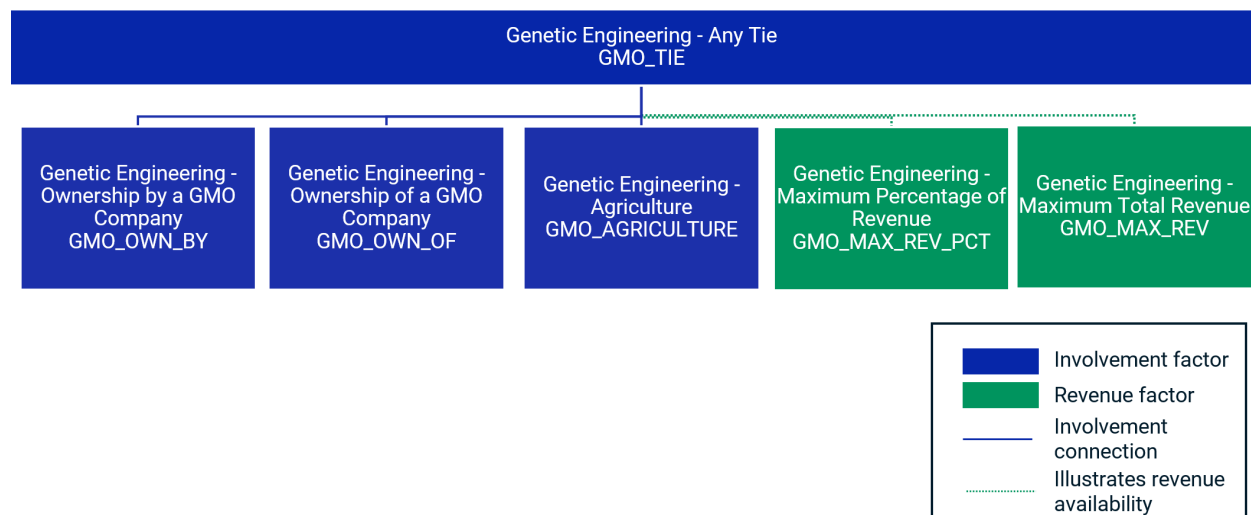 Genetic Engineering - Any Tie
GMO_TIE
Genetic Engineering -
Ownership by a GMO
Company
GMO_OWN_BY
Genetic Engineering -
Ownership of a GMO
Company
GMO_OWN_OF
Genetic Engineering -
Agriculture
GMO_AGRICULTURE
Genetic Engineering -
Maximum Percentage of
Revenue
GMO_MAX_REV_PCT
Genetic Engineering -
Maximum Total Revenue
GMO_MAX_REV
Involvement factor
Revenue factor
Involvement
connection
Illustrates revenue
availability